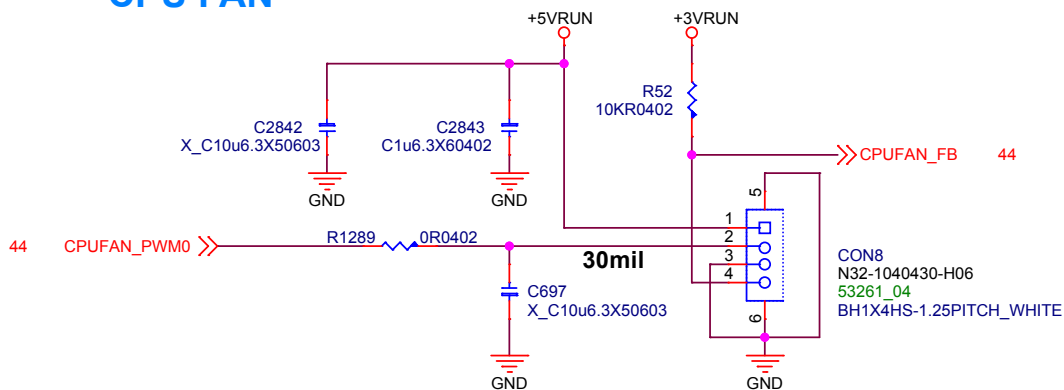 CPU FAN
+5VRUN
+3VRUN
R52
10KR0402
C2842
X_C10u6.3X50603
C2843
C1u6.3X60402
GND
GND
CPUFAN_FB 44
5
1
2
3
4
6
44 CPUFAN_PWM0
R1289 0R0402
30mil
CON8
N32-1040430-H06
53261_04
BH1X4HS-1.25PITCH_WHITE
C697
X_C10u6.3X50603
GND
GND